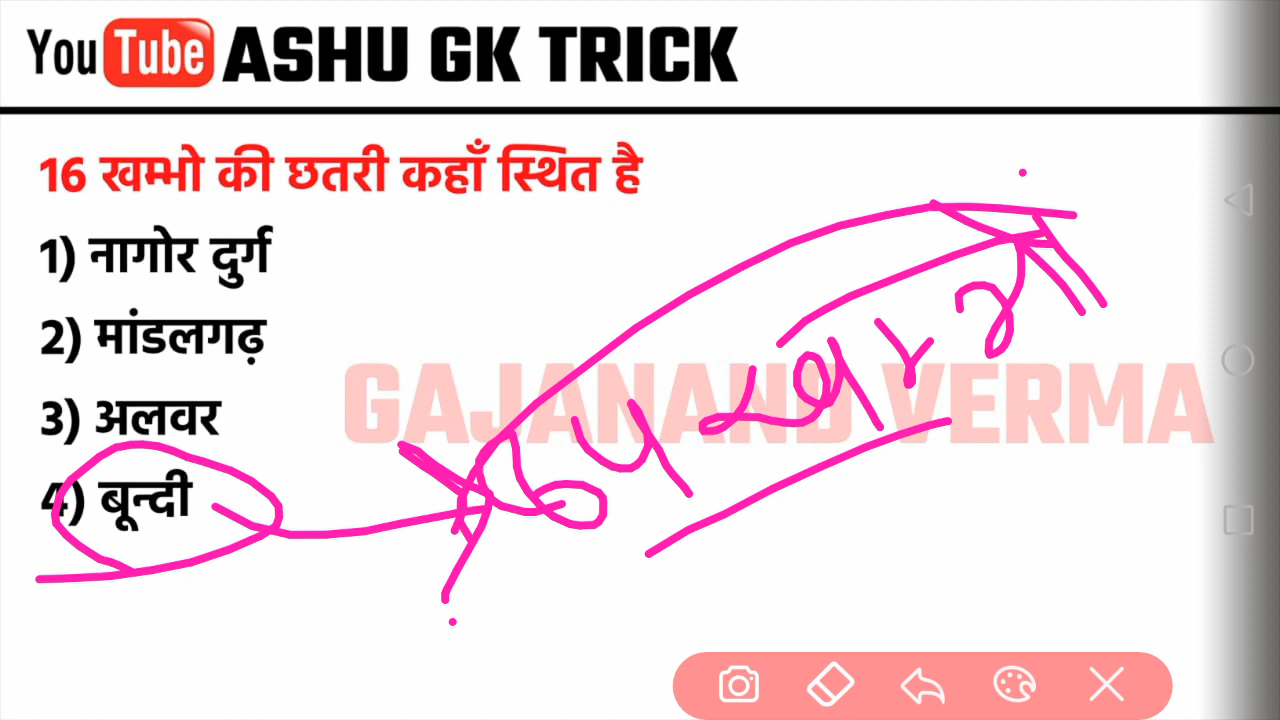 YouTube ASHU GK TRICK
16 खम्भो की छतरी कहाँ स्थित है
1) नागोर दुर्ग
2) मांडलगढ़
3) अलवर
4) बून्दी
GAJANAND VERMA